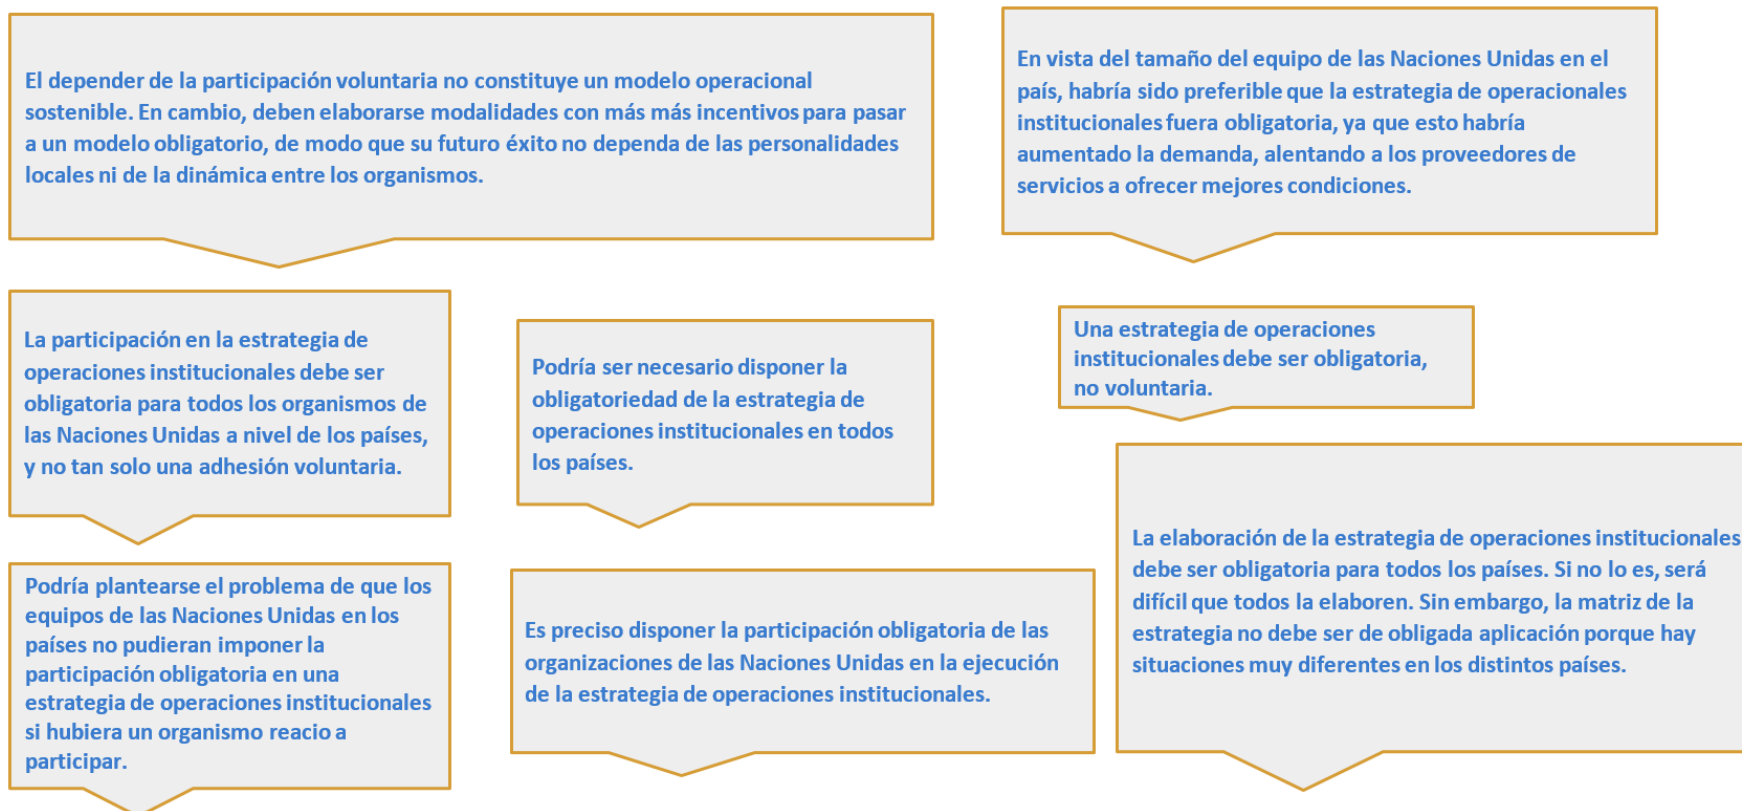 El depender de la participación voluntaria no constituye un modelo operacional
sostenible. En cambio, deben elaborarse modalidades con más más incentivos para pasar
a un modelo obligatorio, de modo que su futuro éxito no dependa de las personalidades
locales ni de la dinámica entre los organismos.
En vista del tamaño del equipo de las Naciones Unidas en el
país, habría sido preferible que la estrategia de operacionales
institucionales fuera obligatoria, ya que esto habría
aumentado la demanda, alentando a los proveedores de
servicios a ofrecer mejores condiciones.
La participación en la estrategia de
operaciones institucionales debe ser
obligatoria para todos los organismos de
las Naciones Unidas a nivel de los países,
y no tan solo una adhesión voluntaria.
Podría ser necesario disponer la
obligatoriedad de la estrategia de
operaciones institucionales en todos
los países.
Una estrategia de operaciones
institucionales debe ser obligatoria,
no voluntaria.
Podría plantearse el problema de que los
equipos de las Naciones Unidas en los
países no pudieran imponer la
participación obligatoria en una
estrategia de operaciones institucionales
si hubiera un organismo reacio a
participar.
Es preciso disponer la participación obligatoria de las
organizaciones de las Naciones Unidas en la ejecución
de la estrategia de operaciones institucionales.
La elaboración de la estrategia de operaciones institucionales
debe ser obligatoria para todos los países. Si no lo es, será
difícil que todos la elaboren. Sin embargo, la matriz de la
estrategia no debe ser de obligada aplicación porque hay
situaciones muy diferentes en los distintos países.